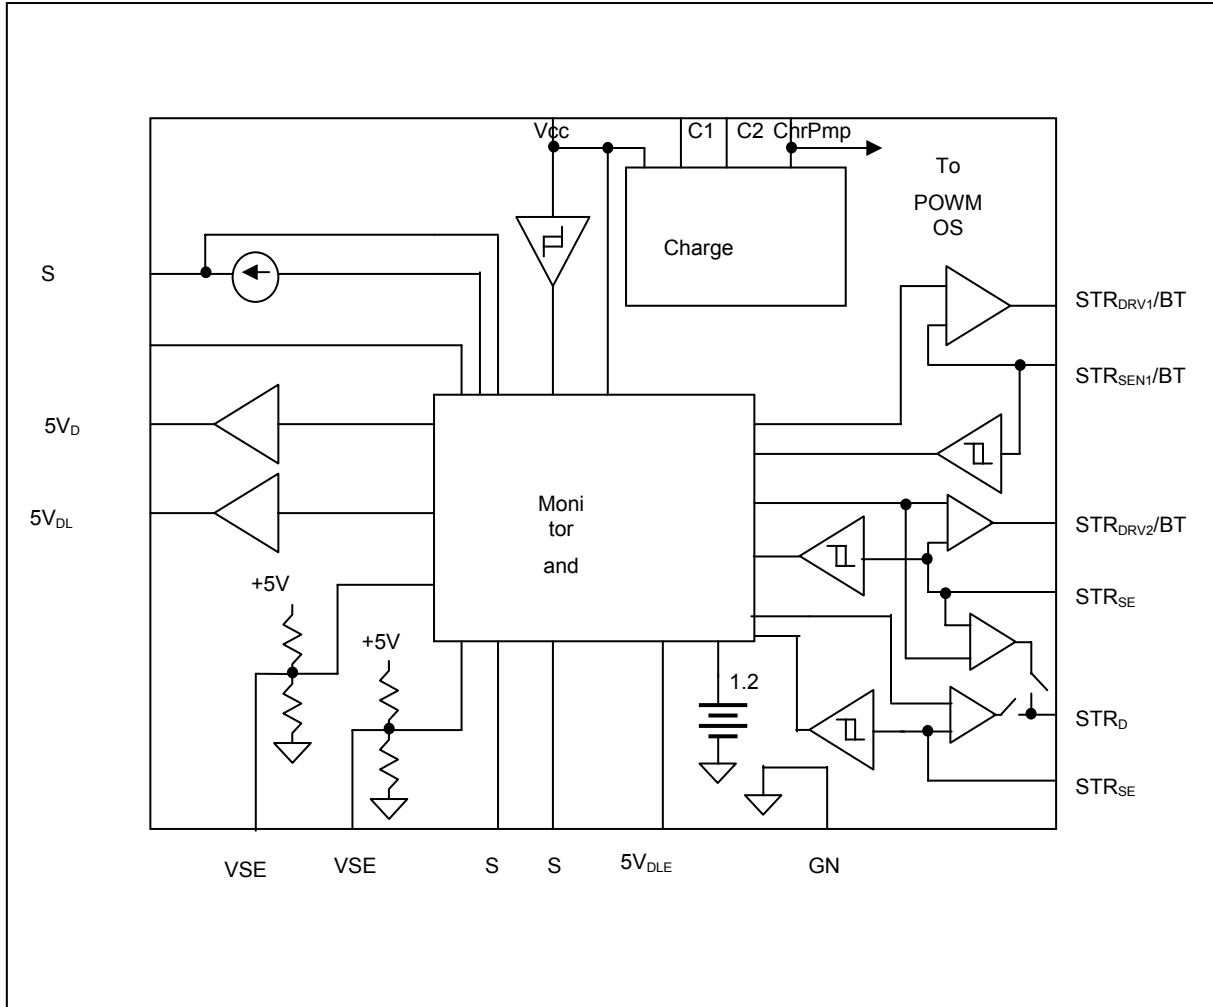 Vcc C1 C2 ChrPmp
To
POWM
OS
Charge
S
STRDRV1/BT
STRSEN1/BT
5VD
5VDL
Moni
tor
and
STRDRV2/BT
+5V
STRSE
+5V
1.2
STRD
STRSE
VSE VSE S S 5VDLE GN